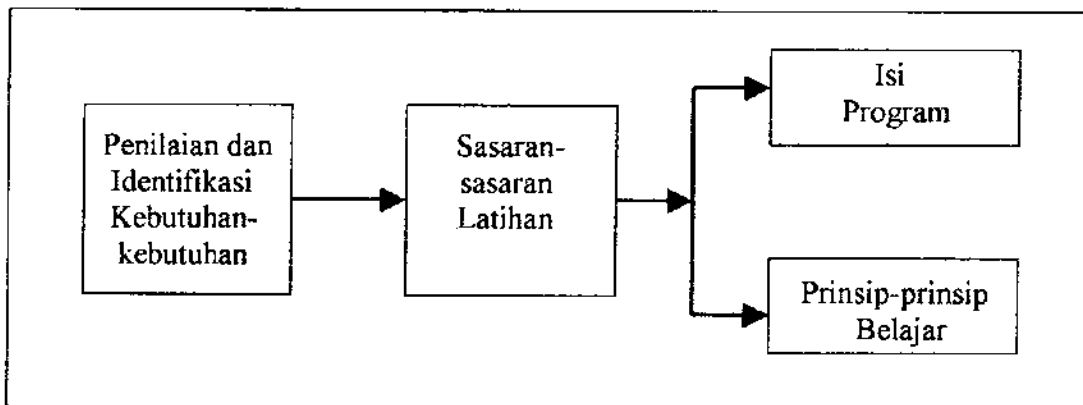 Penilaian dan
Identifikasi
Kebutuhan-
kebutuhan
Sasaran-
sasaran
Latihan
Isi
Program
Prinsip-prinsip
Belajar